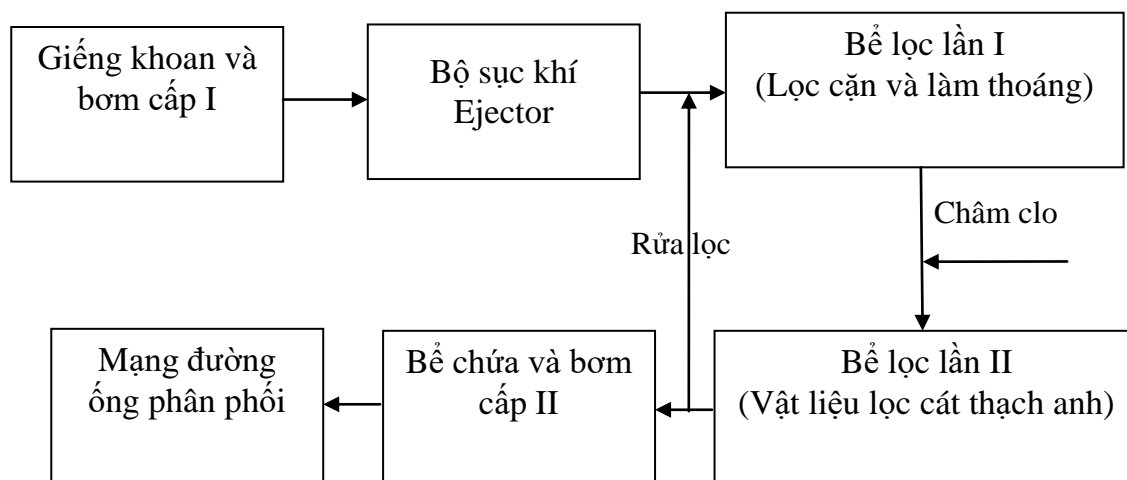 Giếng khoan và
bơm cấp I
Bộ sục khí
Ejector
Bể lọc lần I
(Lọc cặn và làm thoáng)
Châm clo
Rửa lọc
Mạng đường
ống phân phối
Bể chứa và bơm
cấp II
Bể lọc lần II
(Vật liệu lọc cát thạch anh)